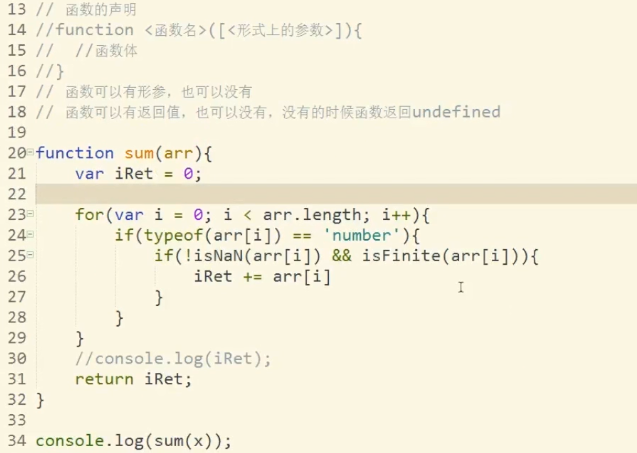 13 // 函数的声明
14 //function <函数名>([<形式上的参数>]){
15 //  //函数体
16 //}
17 // 函数可以有形参，也可以没有
18 // 函数可以有返回值，也可以没有，没有的时候函数返回undefined
19
20 function sum(arr){
21     var iRet = 0;
22
23     for(var i = 0; i < arr.length; i++){
24         if(typeof(arr[i]) == 'number'){
25             if(!isNaN(arr[i]) && isFinite(arr[i])){
26                 iRet += arr[i]
27             }
28         }
29     }
30     //console.log(iRet);
31     return iRet;
32 }
33
34 console.log(sum(x));